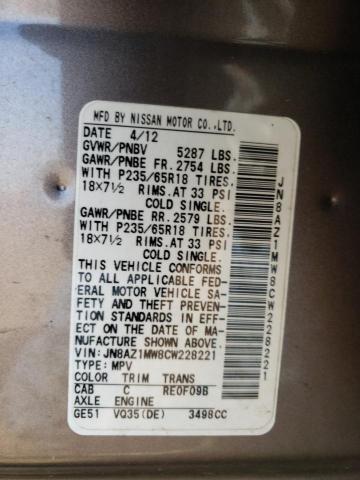 MFD BY NISSAN MOTOR CO.,LTD.
DATE 4/12
GVWR/PNBV 5287 LBS.
GAWR/PNBE FR. 2754 LBS.
WITH P235/65R18 TIRES,
18X7½ RIMS.AT 33 PSI
COLD SINGLE.
GAWR/PNBE RR. 2579 LBS.
WITH P235/65R18 TIRES,
18X7½ RIMS.AT 33 PSI
COLD SINGLE.
THIS VEHICLE CONFORMS
TO ALL APPLICABLE FED-
ERAL MOTOR VEHICLE SA-
FETY AND THEFT PREVENTION
STANDARDS IN EFFECT
ON THE DATE OF MA-
NUFACTURE SHOWN ABOVE.
VIN: JN8AZ1MW8CW228221
TYPE: MPV
COLOR TRIM TRANS
CAB C RE0F09B
AXLE ENGINE
GE51 VQ35(DE) 3498CC
JN8AZ1MW8CW228221